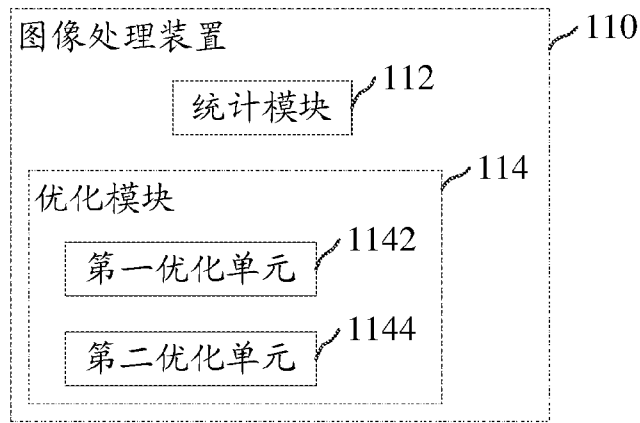 图像处理装置
110
统计模块
112
优化模块
114
第一优化单元
1142
第二优化单元
1144